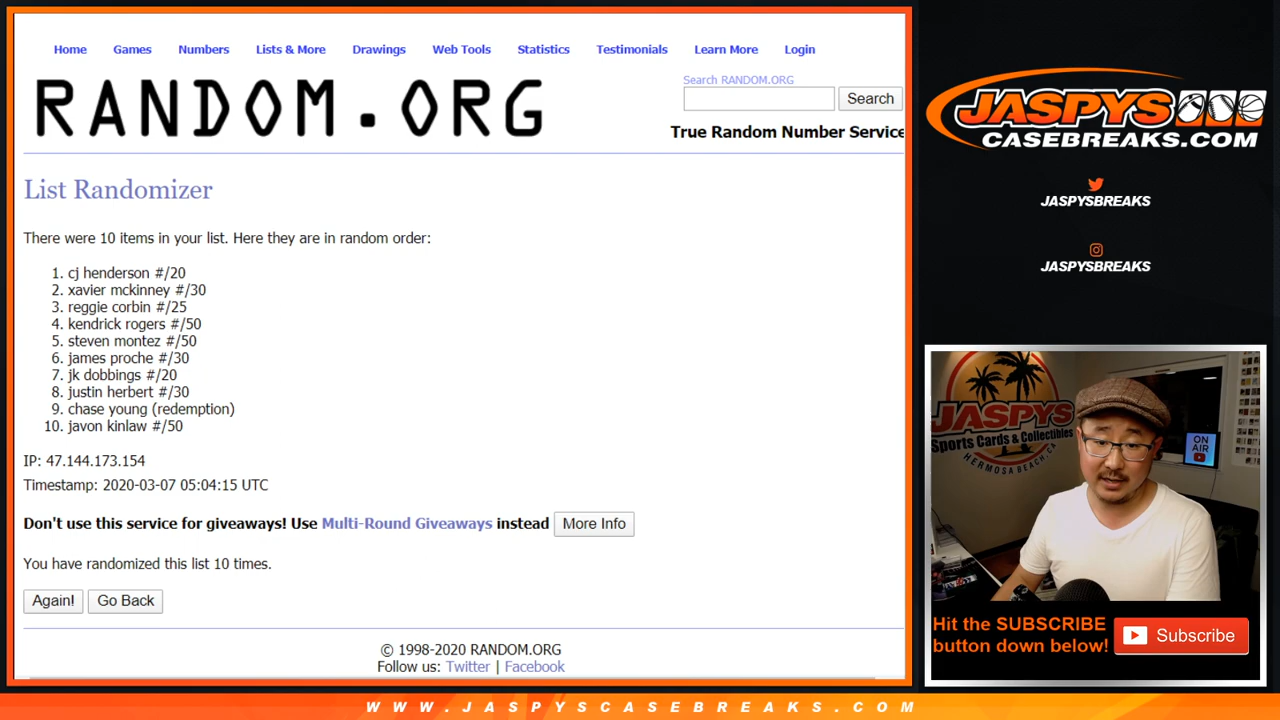 Home Games Numbers Lists & More Drawings Web Tools Statistics Testimonials Learn More Login
RANDOM.ORG
Search RANDOM.ORG
Search
True Random Number Service
List Randomizer
There were 10 items in your list. Here they are in random order:
1. cj henderson #/20
2. xavier mckinney #/30
3. reggie corbin #/25
4. kendrick rogers #/50
5. steven montez #/50
6. james proche #/30
7. jk dobbings #/20
8. justin herbert #/30
9. chase young (redemption)
10. javon kinlaw #/50
IP: 47.144.173.154
Timestamp: 2020-03-07 05:04:15 UTC
Don't use this service for giveaways! Use Multi-Round Giveaways instead More Info
You have randomized this list 10 times.
Again! Go Back
© 1998-2020 RANDOM.ORG
Follow us: Twitter | Facebook
JASPYS
CASEBREAKS.COM
JASPYSBREAKS
JASPYSBREAKS
JASPYS
Sports Cards & Collectibles
HERMOSA BEACH, CA
ON
AIR
Hit the SUBSCRIBE
button down below!
Subscribe
WWW.JASPYSCASEBREAKS.COM